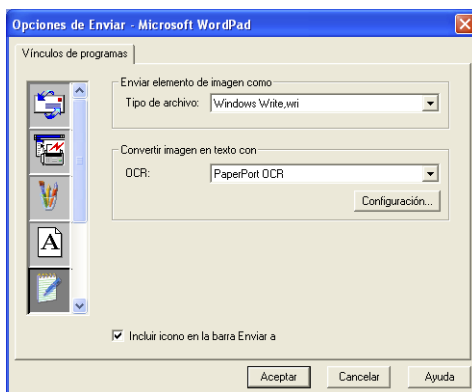 Opciones de Enviar - Microsoft WordPad
Vínculos de programas
Enviar elemento de imagen como
Tipo de archivo: Windows Write,wri
Convertir imagen en texto con
OCR: PaperPort OCR
Configuración...
A
Incluir icono en la barra Enviar a
Aceptar Cancelar Ayuda